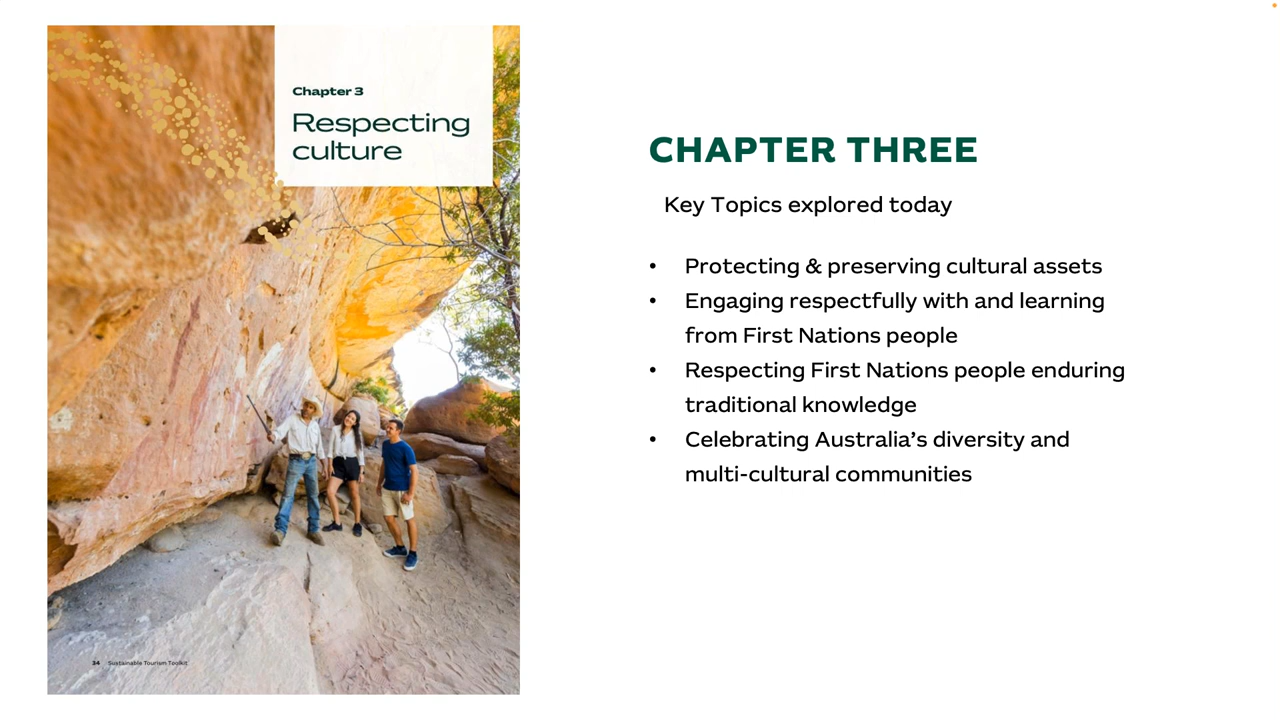 Chapter 3
Respecting
culture
34 Sustainable Tourism Toolkit
CHAPTER THREE
Key Topics explored today
• Protecting & preserving cultural assets
• Engaging respectfully with and learning
from First Nations people
• Respecting First Nations people enduring
traditional knowledge
• Celebrating Australia’s diversity and
multi-cultural communities